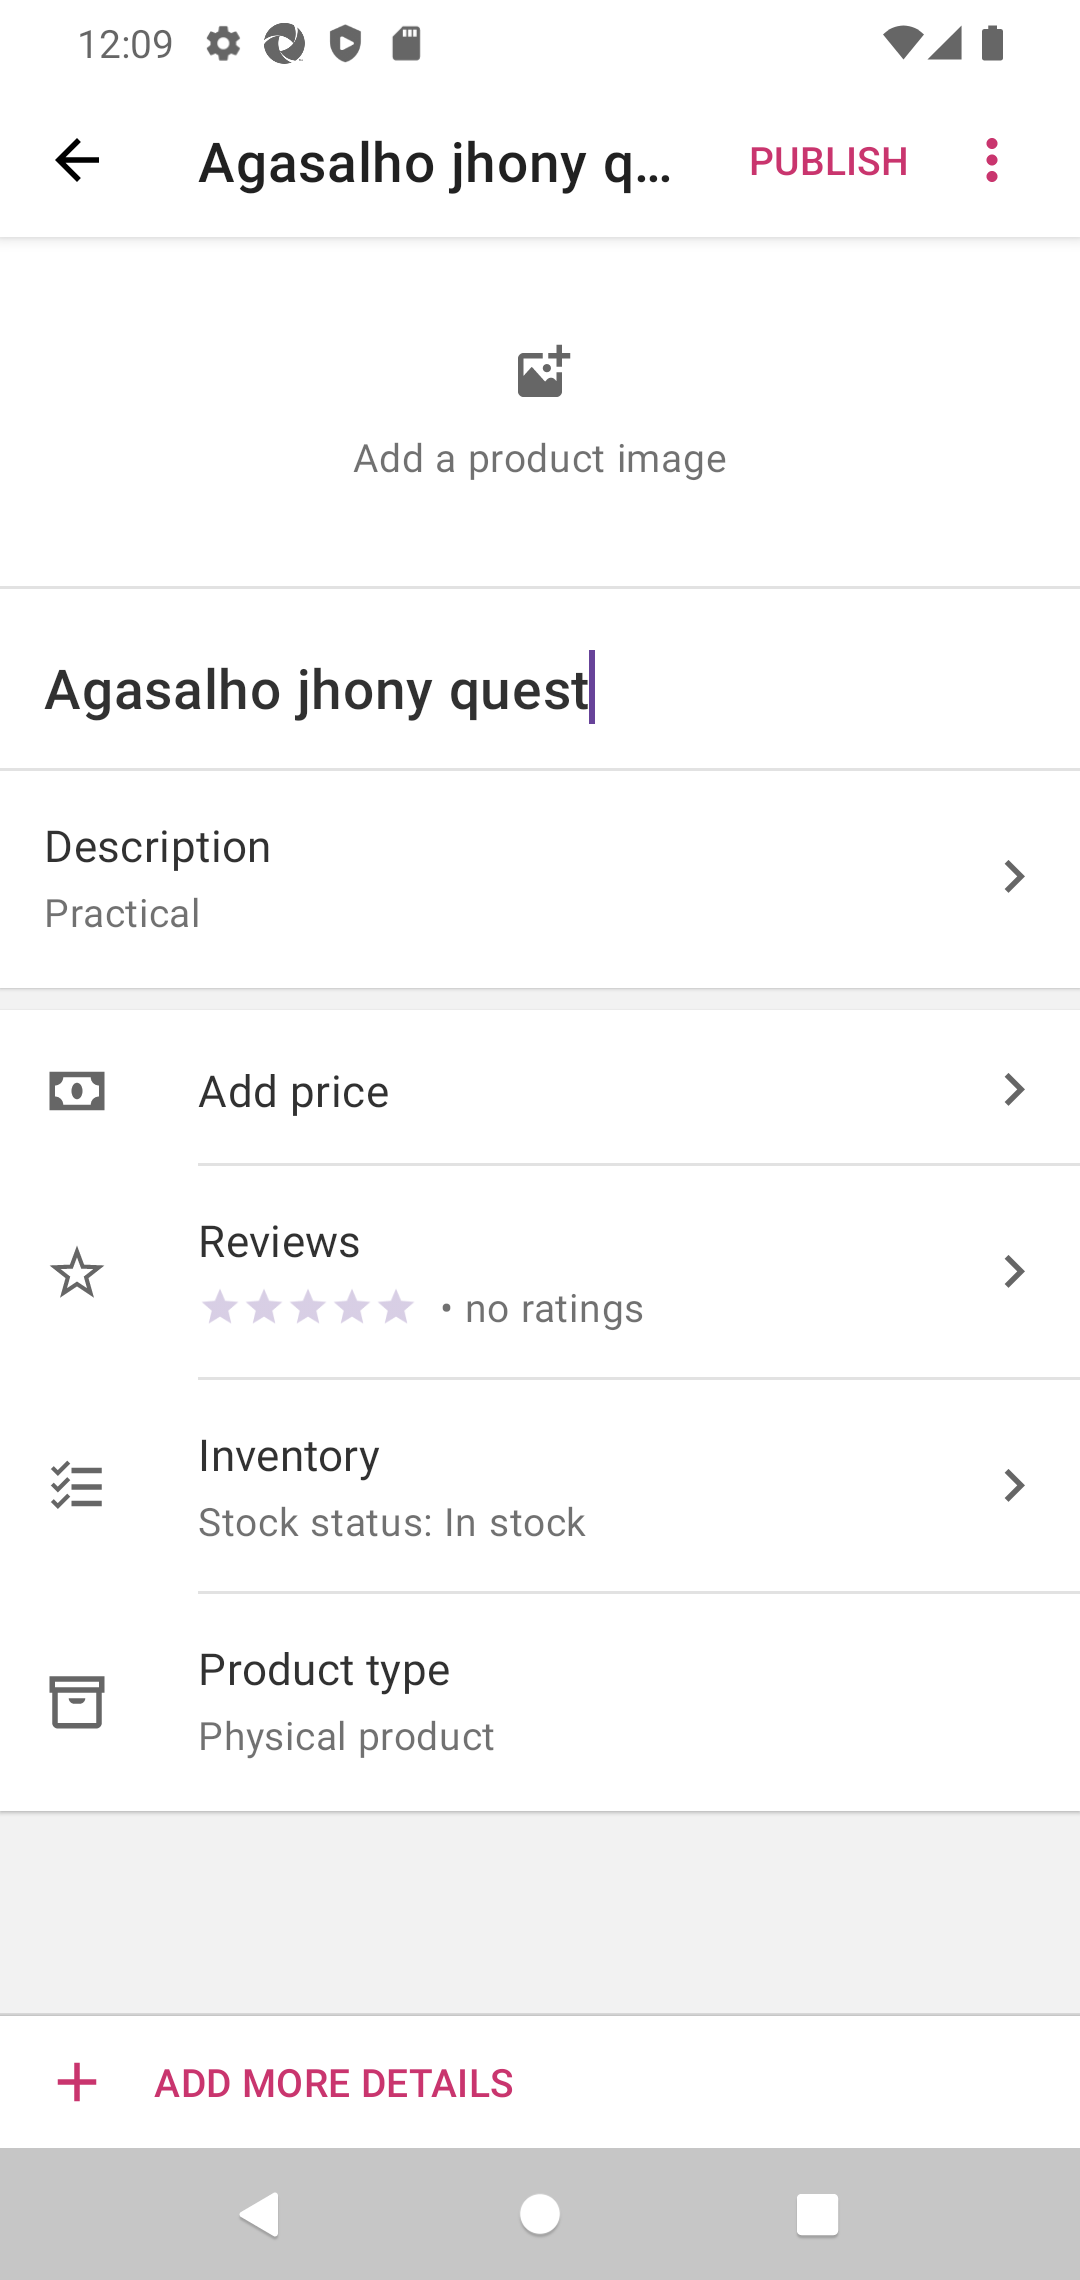 12:09
Agasalho jhony q...
PUBLISH
Add a product image
Agasalho jhony quest
Description
Practical
Add price
Reviews
• no ratings
Inventory
Stock status: In stock
Product type
Physical product
ADD MORE DETAILS